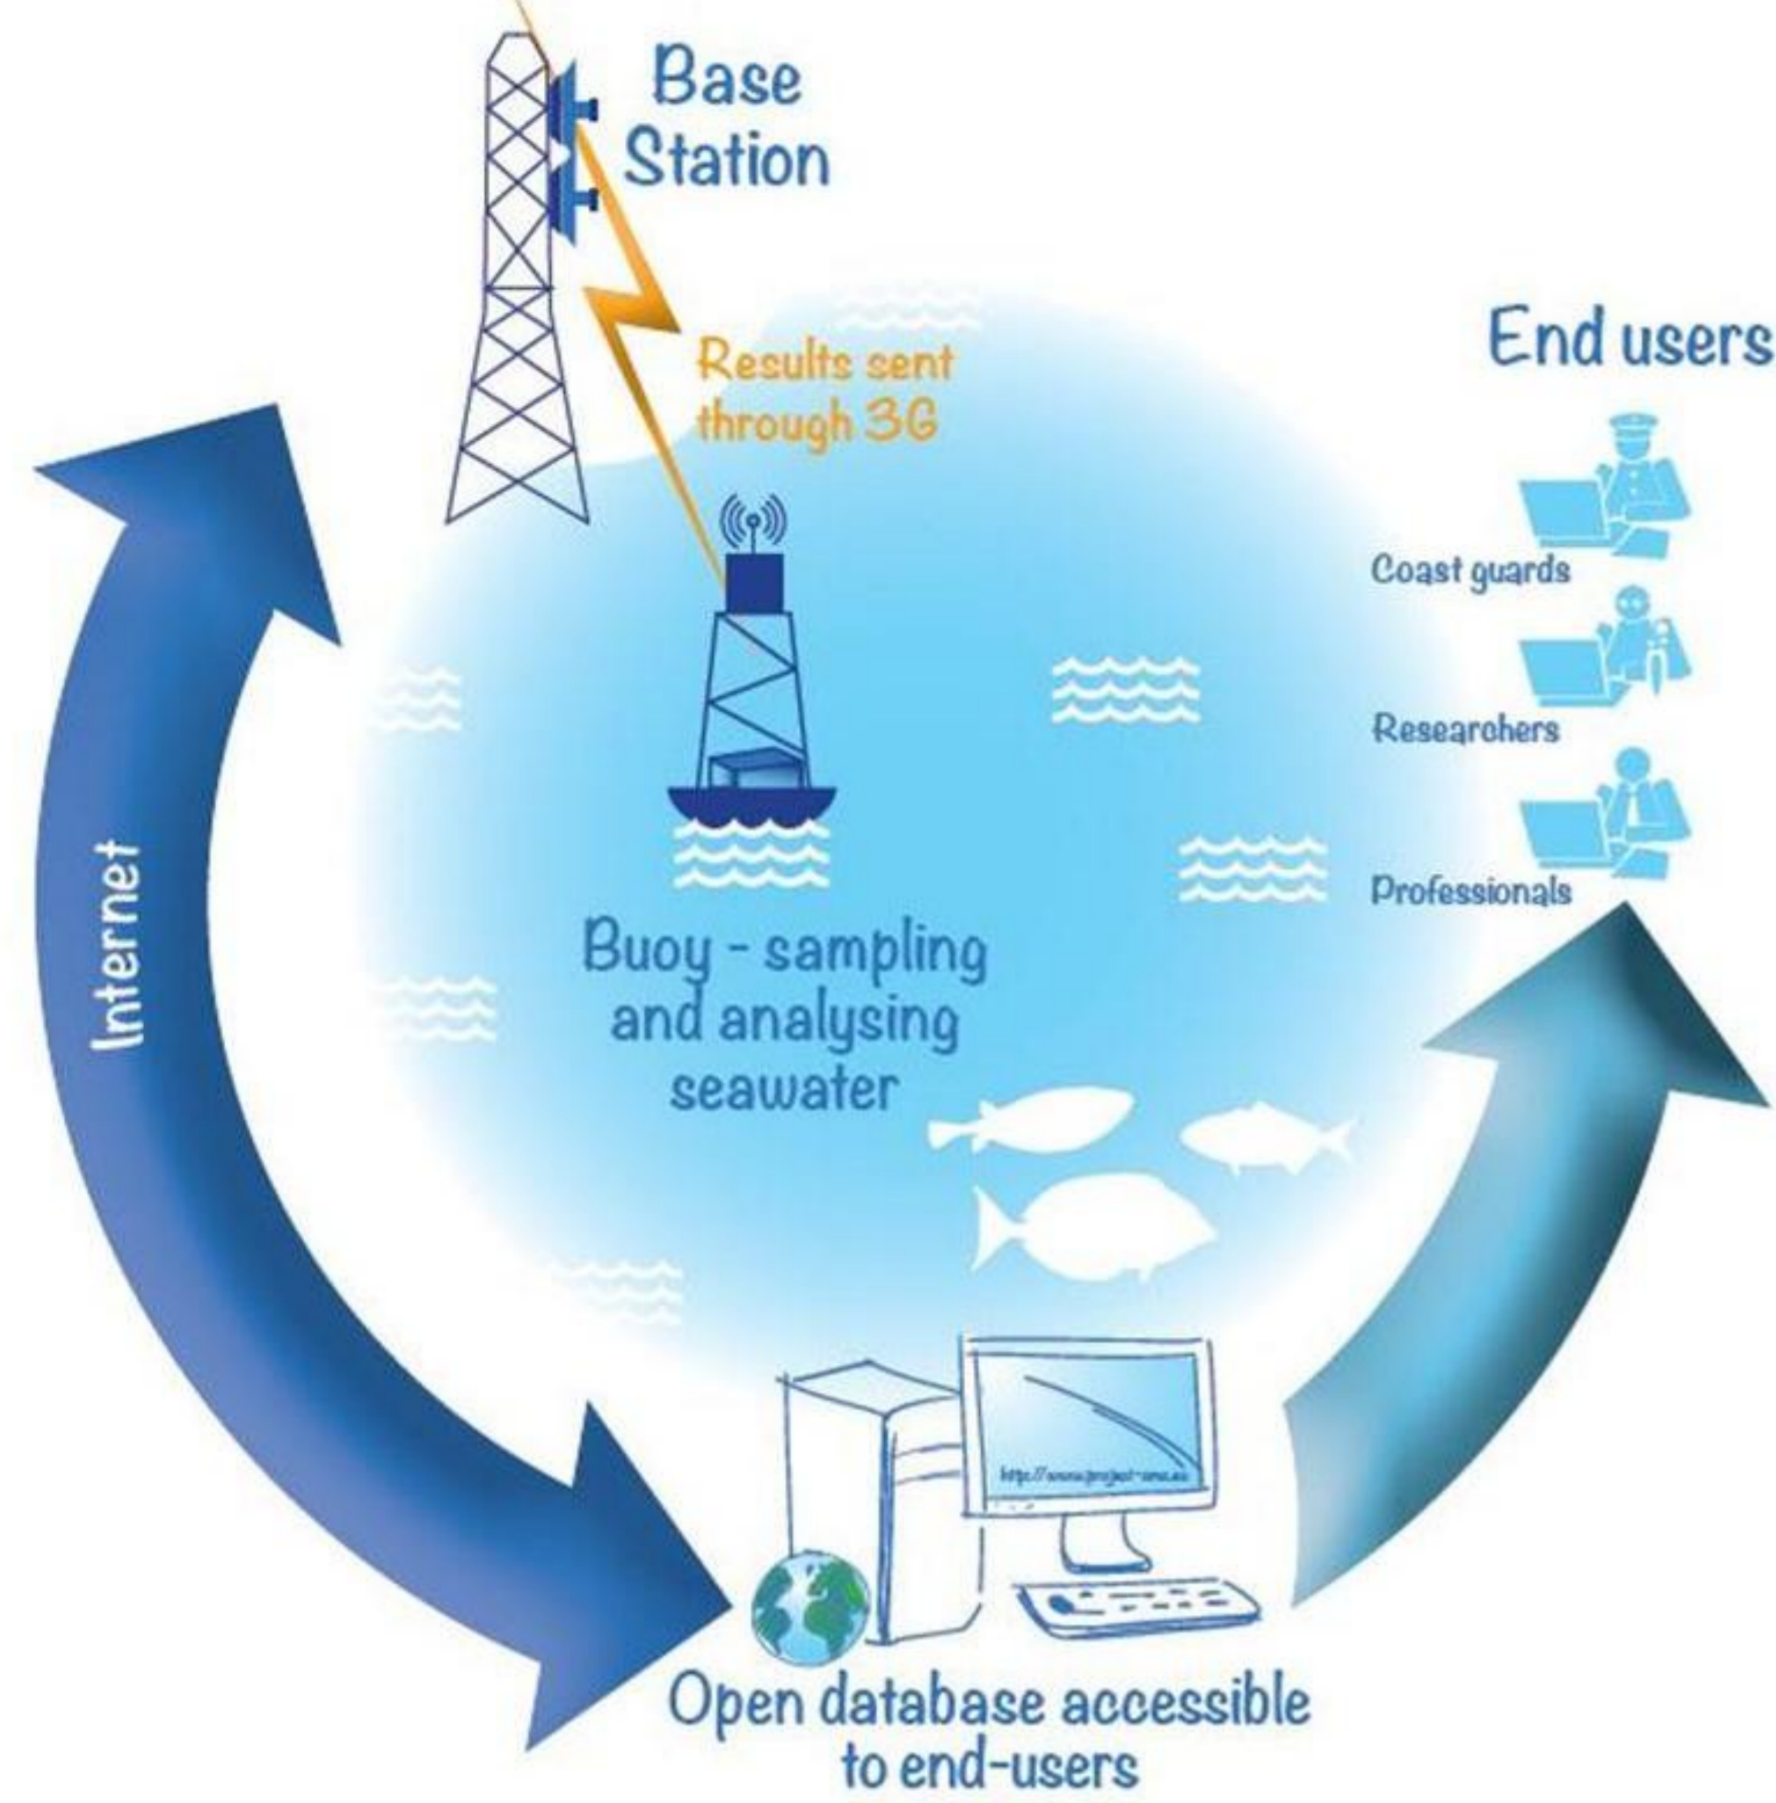 Base
Station
Results sent
through 3G
End users
Coast guards
Researchers
Professionals
Internet
Buoy - sampling
and analysing
seawater
Open database accessible
to end-users